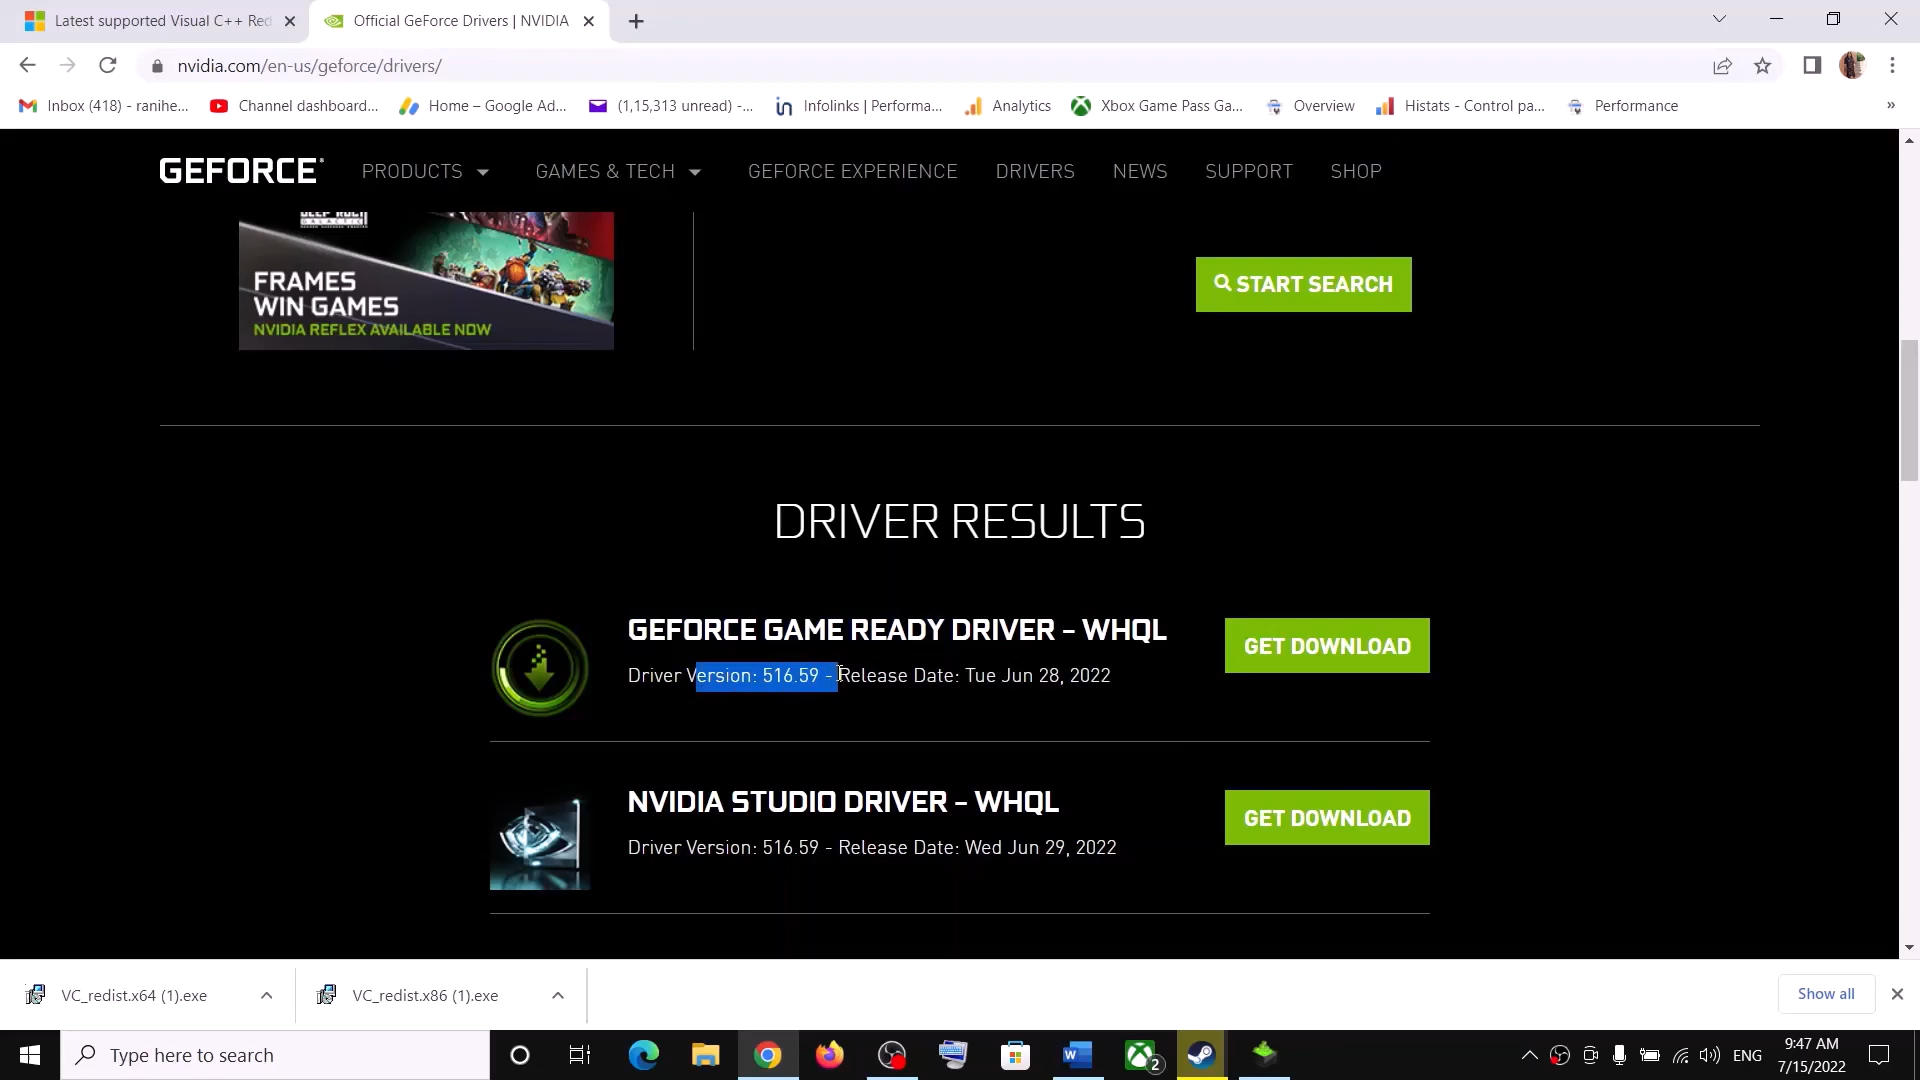 Latest supported Visual C++ Red
Official GeForce Drivers | NVIDIA
nvidia.com/en-us/geforce/drivers/
Inbox (418) - ranihe...
Channel dashboard...
Home – Google Ad...
(1,15,313 unread) -...
Infolinks | Performa...
Analytics
Xbox Game Pass Ga...
Overview
Histats - Control pa...
Performance
»
GEFORCE
PRODUCTS
GAMES & TECH
GEFORCE EXPERIENCE
DRIVERS
NEWS
SUPPORT
SHOP
DEEP ROCK
GALACTIC
FRAMES
WIN GAMES
NVIDIA REFLEX AVAILABLE NOW
START SEARCH
DRIVER RESULTS
GEFORCE GAME READY DRIVER - WHQL
Driver Version: 516.59 - Release Date: Tue Jun 28, 2022
GET DOWNLOAD
NVIDIA STUDIO DRIVER - WHQL
Driver Version: 516.59 - Release Date: Wed Jun 29, 2022
GET DOWNLOAD
VC_redist.x64 (1).exe
VC_redist.x86 (1).exe
Show all
Type here to search
2
ENG
9:47 AM
7/15/2022